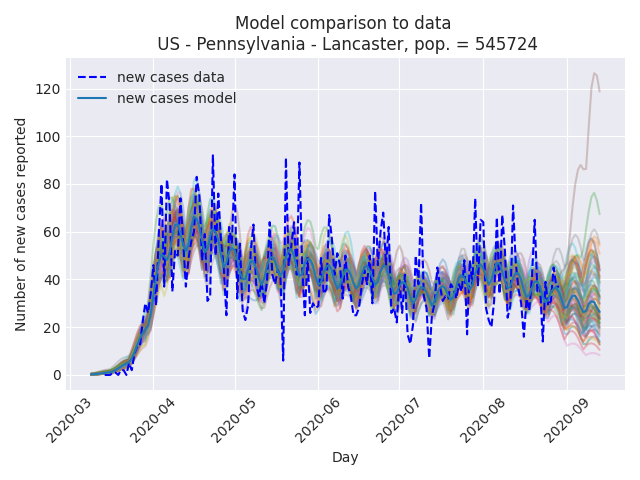 Model comparison to data
US - Pennsylvania - Lancaster, pop. = 545724
new cases data
new cases model
Number of new cases reported
120
100
80
60
40
20
0
2020-03
2020-04
2020-05
2020-06
2020-07
2020-08
2020-09
Day